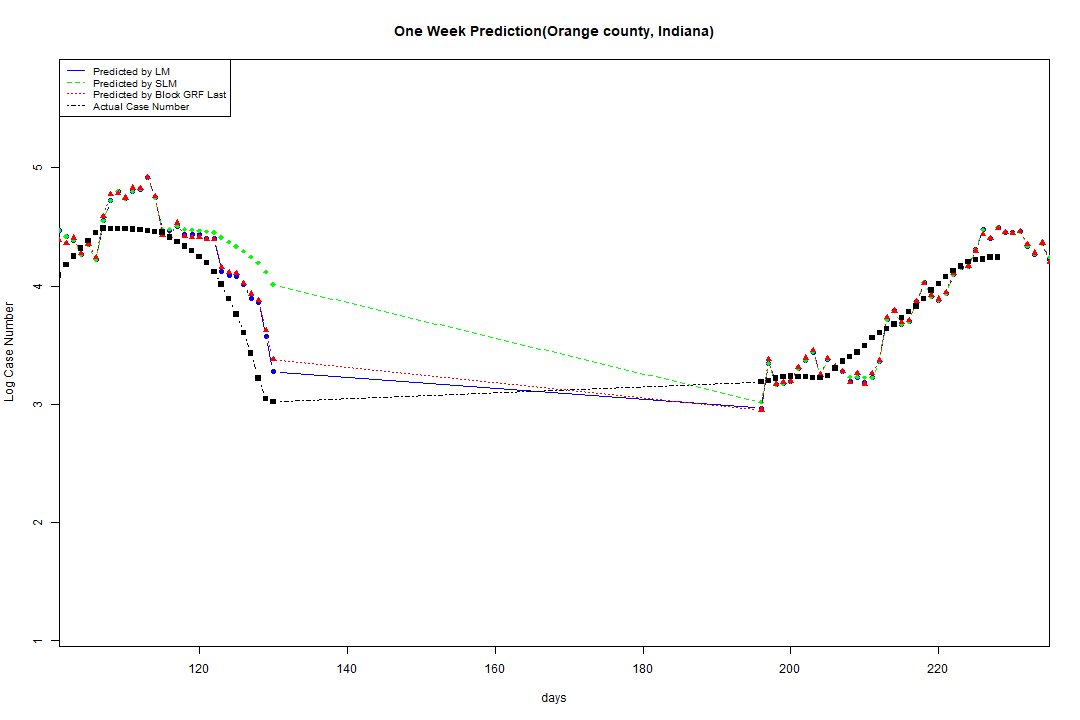 One Week Prediction(Orange county, Indiana)
Predicted by LM
Predicted by SLM
Predicted by Block GRF Last
Actual Case Number
Log Case Number
5
4
3
2
1
120 140 160 180 200 220
days